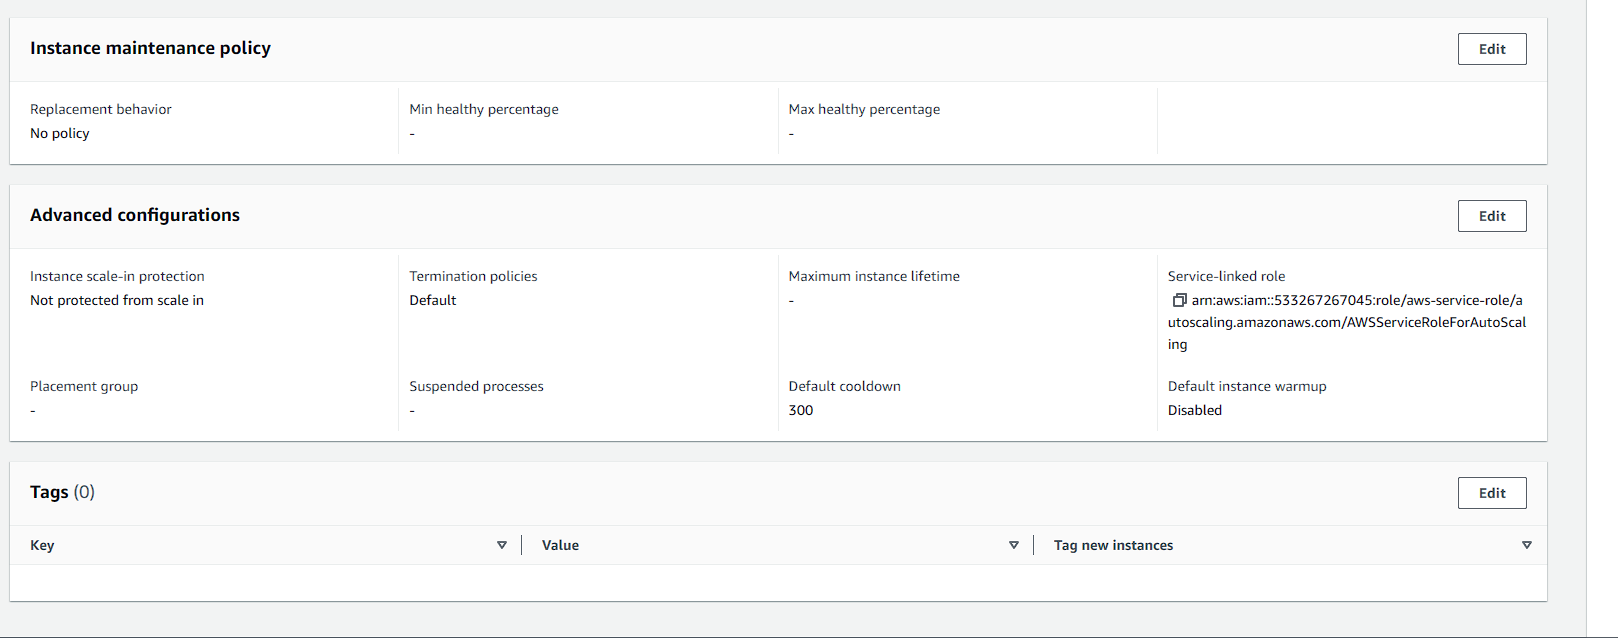 Instance maintenance policy
Edit
Replacement behavior
No policy
Min healthy percentage
-
Max healthy percentage
-
Advanced configurations
Edit
Instance scale-in protection
Not protected from scale in
Termination policies
Default
Maximum instance lifetime
-
Service-linked role
arn:aws:iam::533267267045:role/aws-service-role/a
utoscaling.amazonaws.com/AWSServiceRoleForAutoScal
ing
Placement group
-
Suspended processes
-
Default cooldown
300
Default instance warmup
Disabled
Tags (0)
Edit
Key
Value
Tag new instances